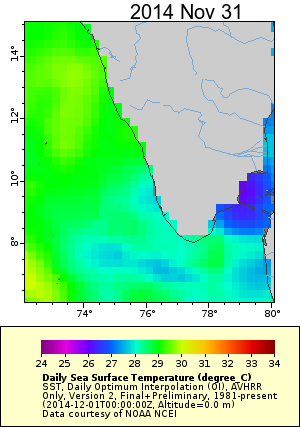 2014 Nov 31
14°
12°
10°
8°
74° 76° 78° 80°
24 25 26 27 28 29 30 31 32 33 34
Daily Sea Surface Temperature (degree_C)
SST, Daily Optimum Interpolation (OI), AVHRR
Only, Version 2, Final+Preliminary, 1981-present
(2014-12-01T00:00:00Z, Altitude=0.0 m)
Data courtesy of NOAA NCEI